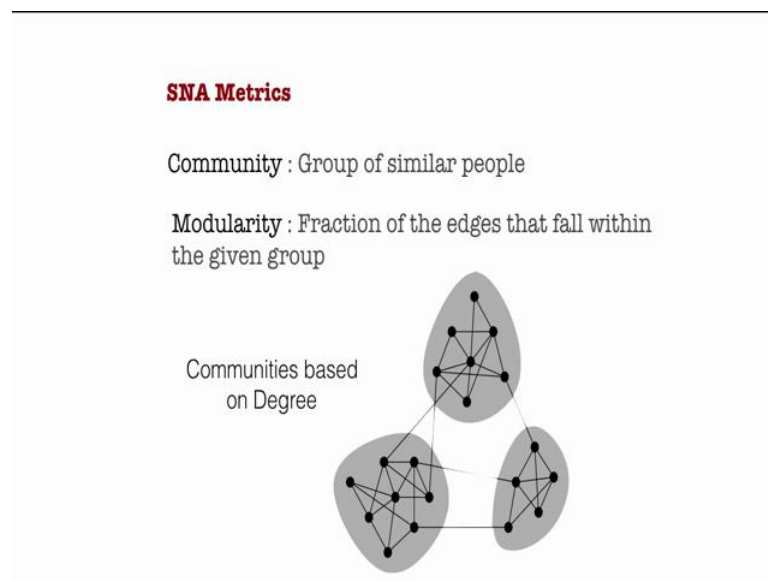 SNA Metrics
Community : Group of similar people
Modularity : Fraction of the edges that fall within
the given group
Communities based
on Degree